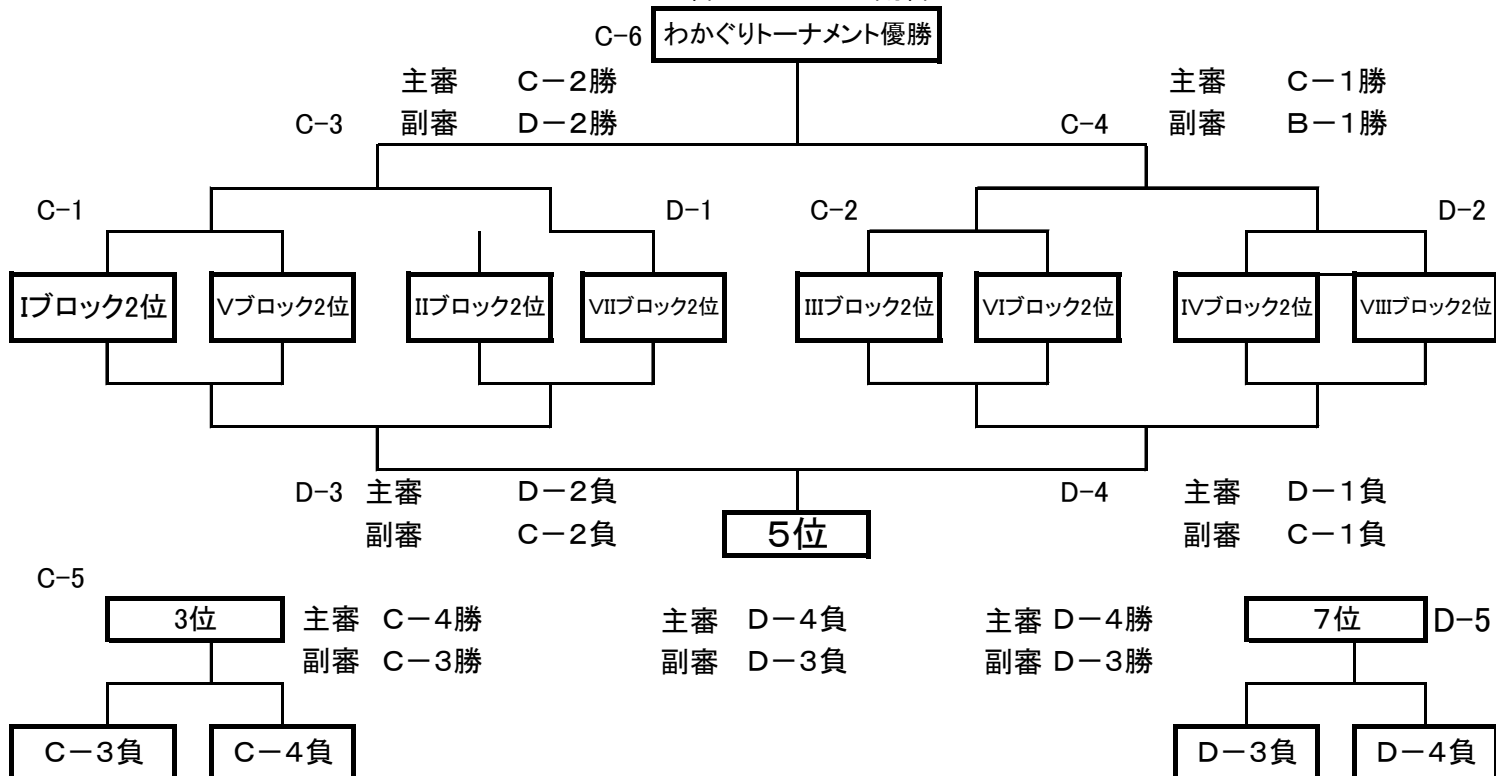 C-6 わかぐりトーナメント優勝
主審 C－2勝 主審 C－1勝
C-3 副審 D－2勝 C-4 副審 B－1勝
C-1 D-1 C-2 D-2
Iブロック2位 Vブロック2位 IIブロック2位 VIIブロック2位 IIIブロック2位 VIブロック2位 IVブロック2位 VIIIブロック2位
D-3 主審 D－2負 D-4 主審 D－1負
副審 C－2負 5位 副審 C－1負
C-5
3位 主審 C－4勝 主審 D－4負 主審 D－4勝 7位 D-5
副審 C－3勝 副審 D－3負 副審 D－3勝
C－3負 C－4負 D－3負 D－4負